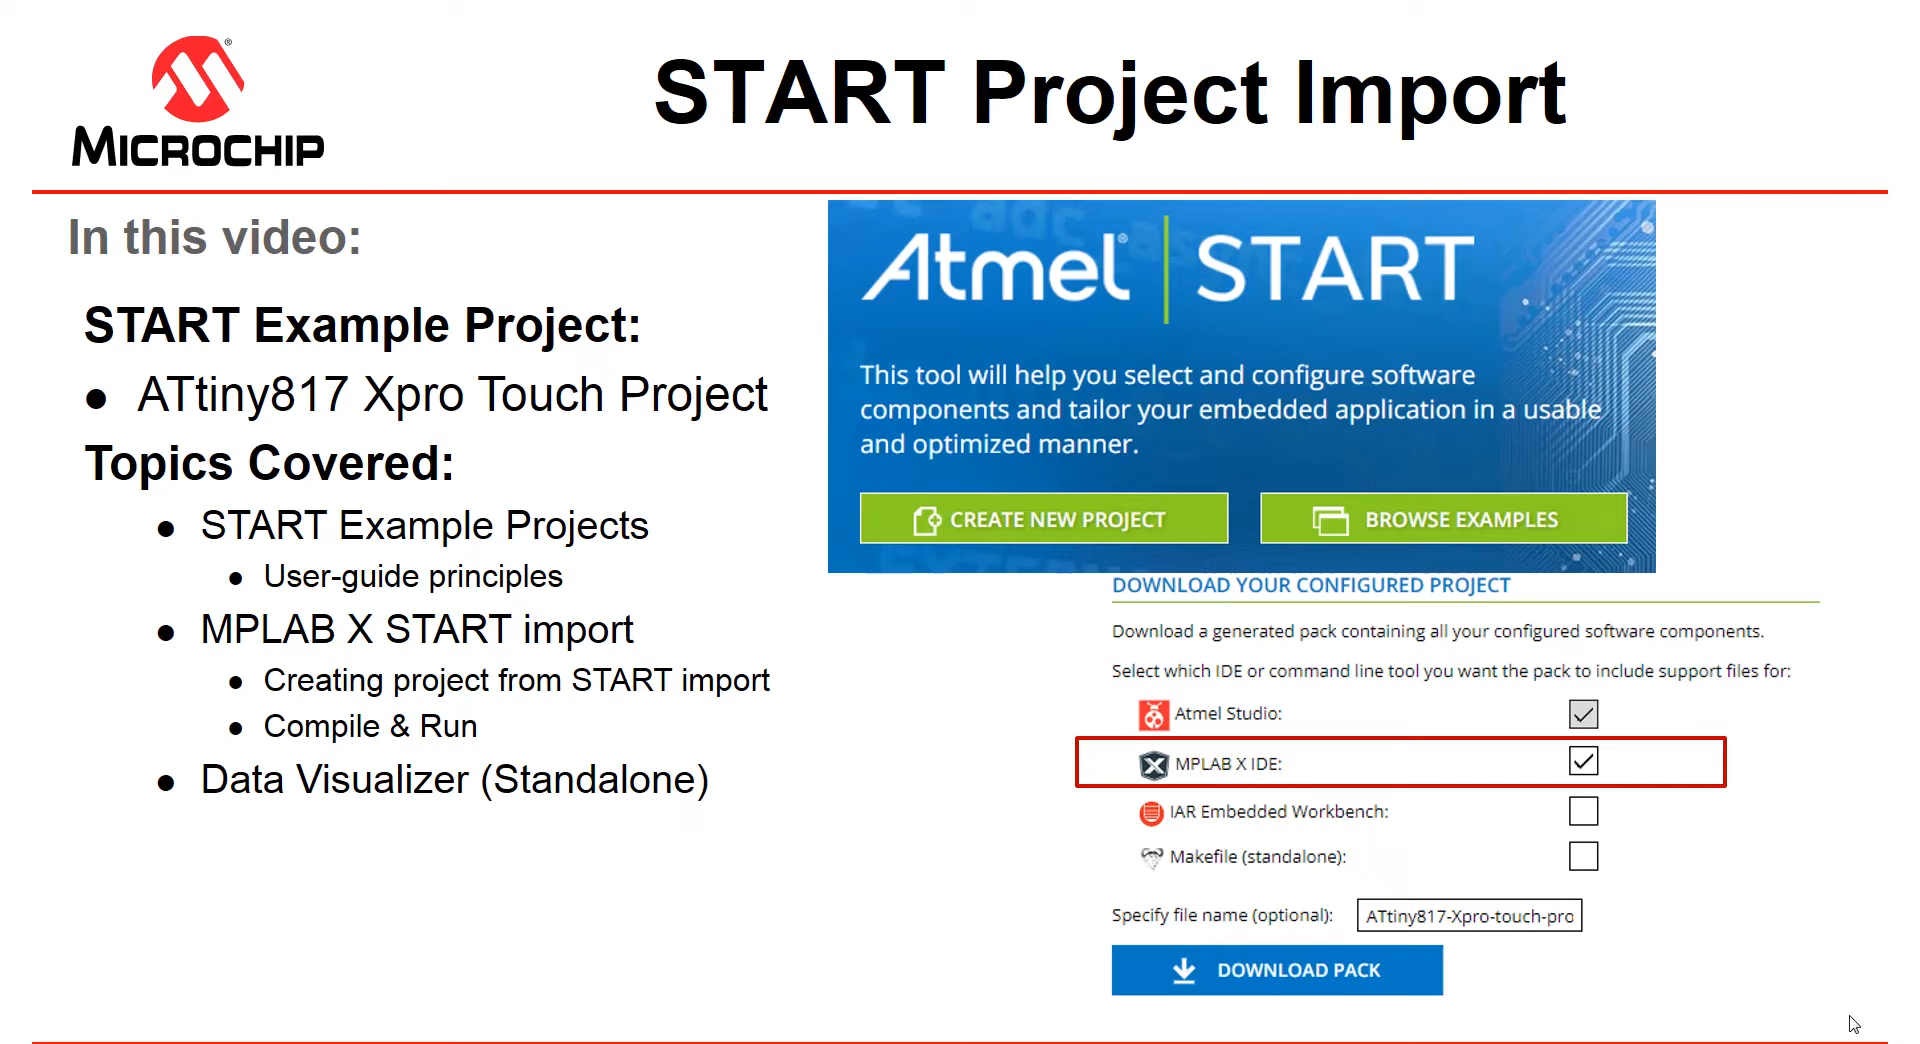 MICROCHIP
®
START Project Import
In this video:
START Example Project:
● ATtiny817 Xpro Touch Project
Topics Covered:
● START Example Projects
● User-guide principles
● MPLAB X START import
● Creating project from START import
● Compile & Run
● Data Visualizer (Standalone)
Atmel® | START
This tool will help you select and configure software
components and tailor your embedded application in a usable
and optimized manner.
CREATE NEW PROJECT
BROWSE EXAMPLES
DOWNLOAD YOUR CONFIGURED PROJECT
Download a generated pack containing all your configured software components.
Select which IDE or command line tool you want the pack to include support files for:
Atmel Studio:
MPLAB X IDE:
IAR Embedded Workbench:
Makefile (standalone):
Specify file name (optional): ATtiny817-Xpro-touch-pro
DOWNLOAD PACK